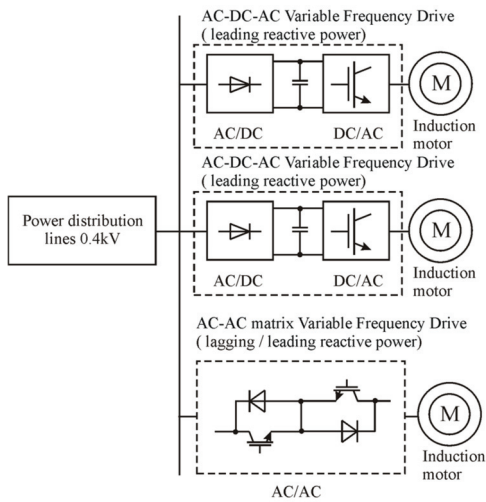 AC-DC-AC Variable Frequency Drive
( leading reactive power)
M
AC/DC
DC/AC
Induction
motor
AC-DC-AC Variable Frequency Drive
( leading reactive power)
Power distribution
lines 0.4kV
M
AC/DC
DC/AC
Induction
motor
AC-AC matrix Variable Frequency Drive
( lagging / leading reactive power)
M
Induction
motor
AC/AC